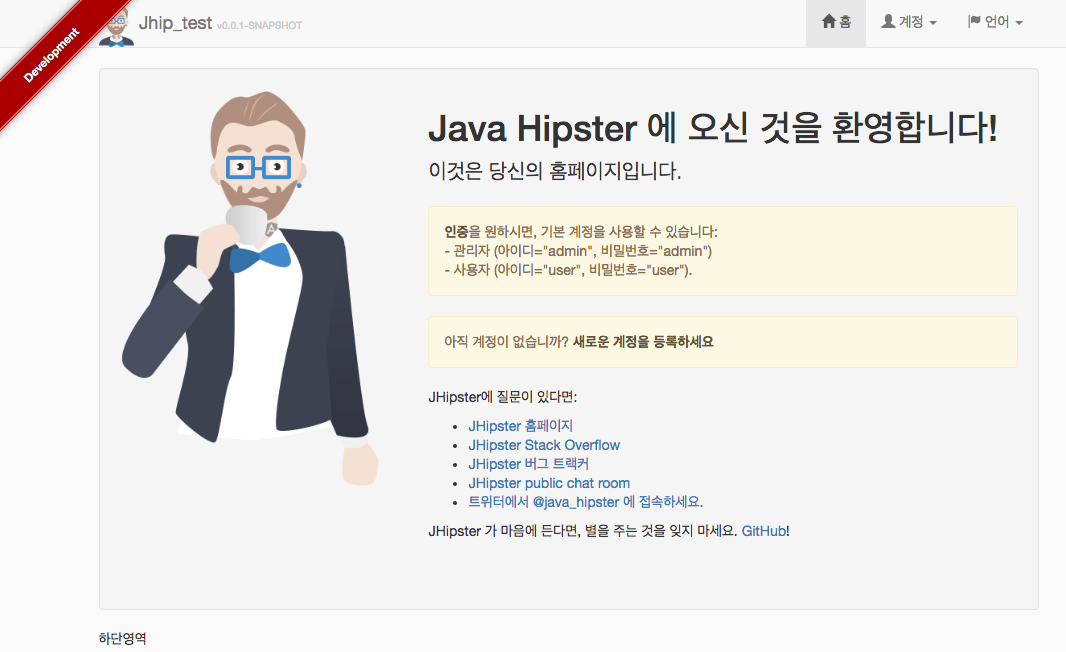 Development
Jhip_test v0.0.1-SNAPSHOT
홈
계정
언어
Java Hipster 에 오신 것을 환영합니다!
이것은 당신의 홈페이지입니다.
인증을 원하시면, 기본 계정을 사용할 수 있습니다:
- 관리자 (아이디="admin", 비밀번호="admin")
- 사용자 (아이디="user", 비밀번호="user").
아직 계정이 없습니까? 새로운 계정을 등록하세요
JHipster에 질문이 있다면:
• JHipster 홈페이지
• JHipster Stack Overflow
• JHipster 버그 트랙커
• JHipster public chat room
• 트위터에서 @java_hipster 에 접속하세요.
JHipster 가 마음에 든다면, 별을 주는 것을 잊지 마세요. GitHub!
하단영역